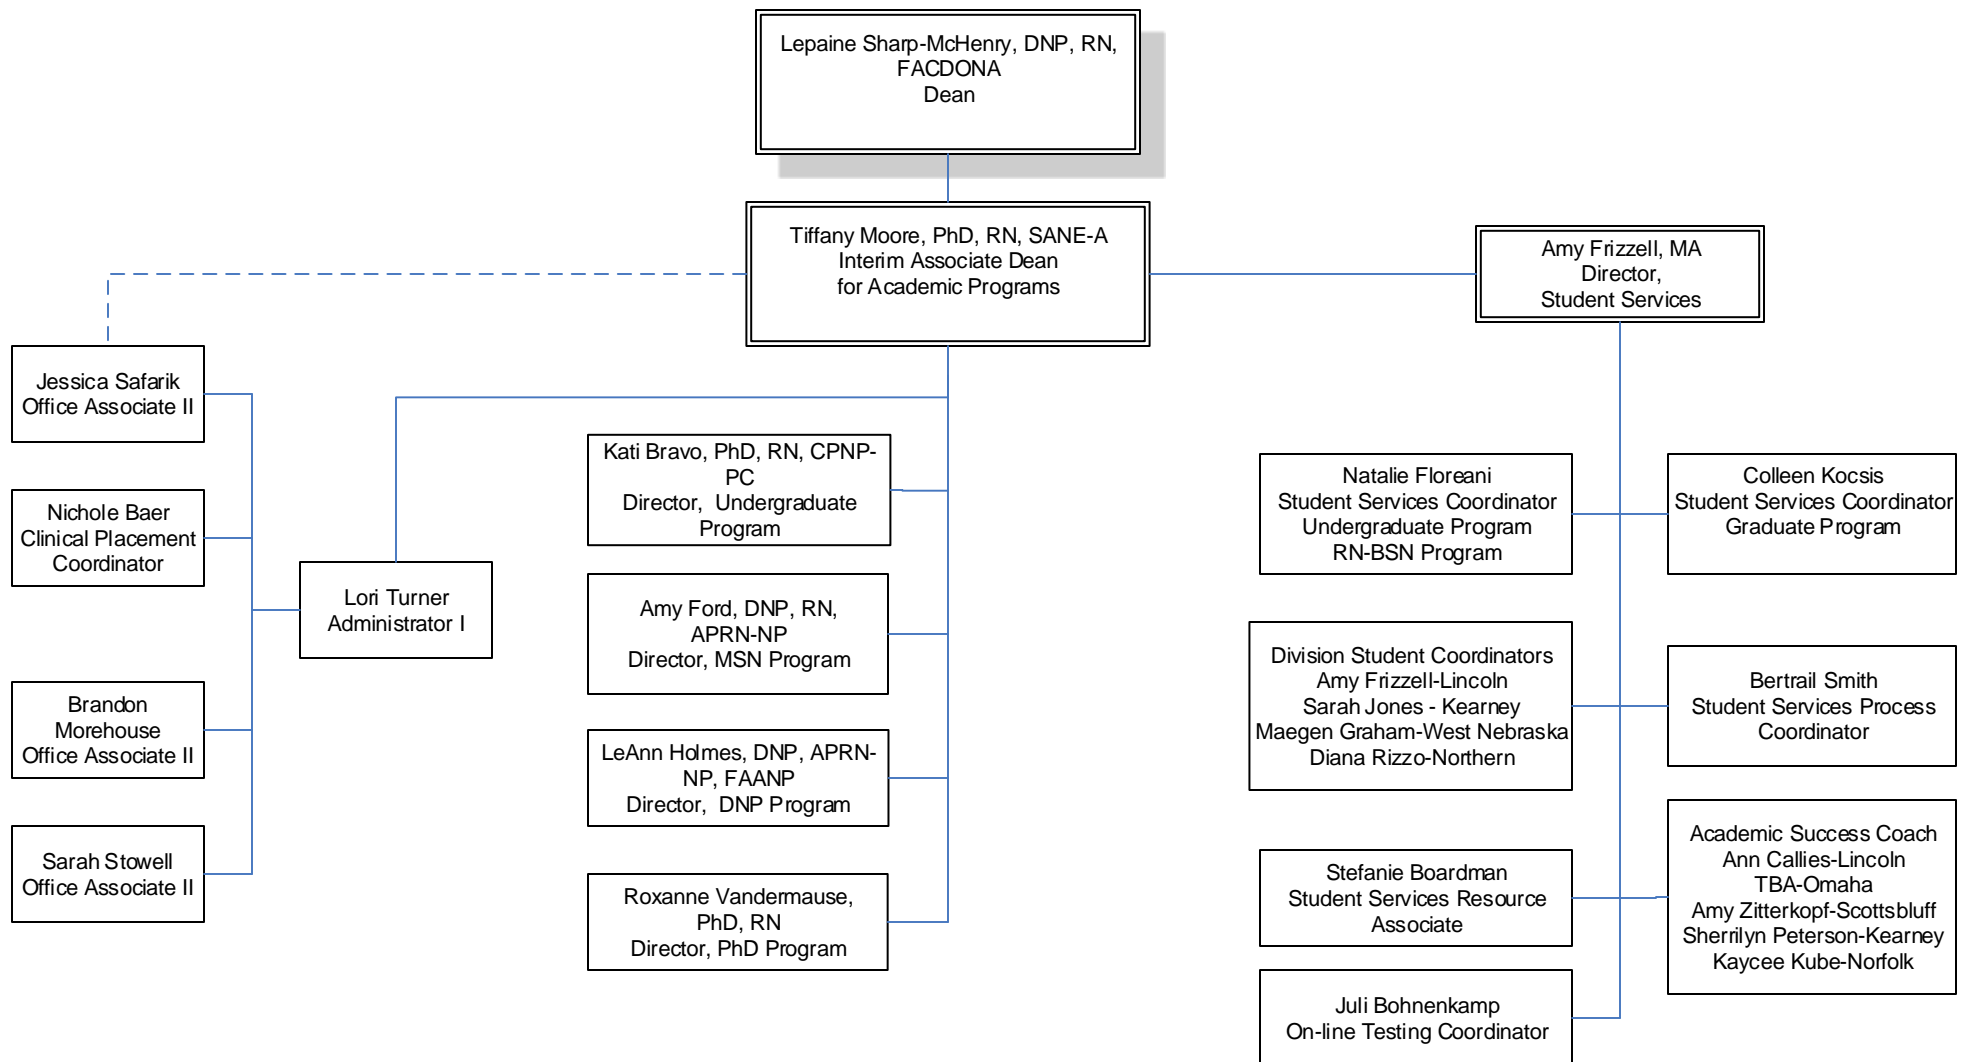 Lepaine Sharp-McHenry, DNP, RN,
FACDONA
Dean
Tiffany Moore, PhD, RN, SANE-A
Interim Associate Dean
for Academic Programs
Amy Frizzell, MA
Director,
Student Services
Jessica Safarik
Office Associate II
Nichole Baer
Clinical Placement
Coordinator
Brandon
Morehouse
Office Associate II
Sarah Stowell
Office Associate II
Lori Turner
Administrator I
Kati Bravo, PhD, RN, CPNP-
PC
Director,  Undergraduate
Program
Amy Ford, DNP, RN,
APRN-NP
Director, MSN Program
LeAnn Holmes, DNP, APRN-
NP, FAANP
Director,  DNP Program
Roxanne Vandermause,
PhD, RN
Director, PhD Program
Natalie Floreani
Student Services Coordinator
Undergraduate Program
RN-BSN Program
Colleen Kocsis
Student Services Coordinator
Graduate Program
Division Student Coordinators
Amy Frizzell-Lincoln
Sarah Jones - Kearney
Maegen Graham-West Nebraska
Diana Rizzo-Northern
Bertrail Smith
Student Services Process
Coordinator
Stefanie Boardman
Student Services Resource
Associate
Academic Success Coach
Ann Callies-Lincoln
TBA-Omaha
Amy Zitterkopf-Scottsbluff
Sherrilyn Peterson-Kearney
Kaycee Kube-Norfolk
Juli Bohnenkamp
On-line Testing Coordinator